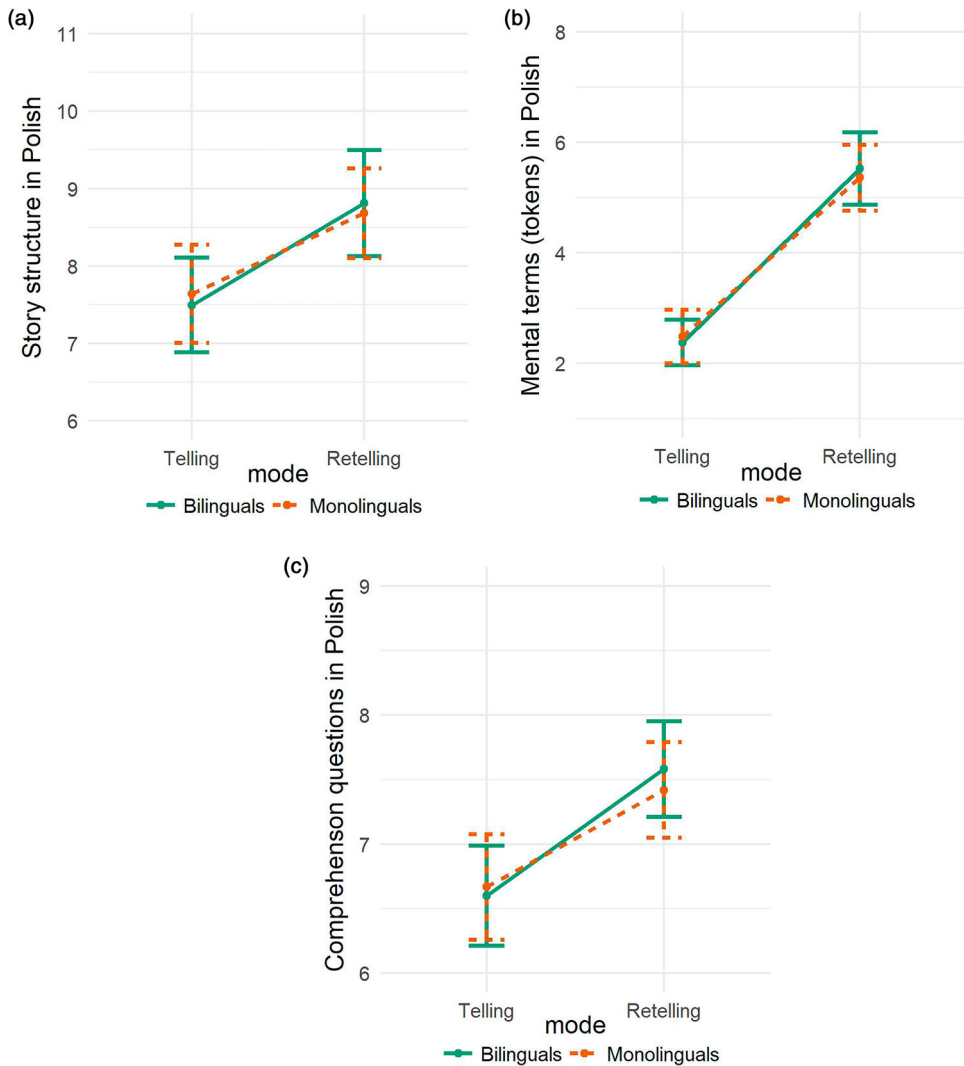 (a)
Story structure in Polish
11
10
9
8
7
6
Telling
Retelling
mode
Bilinguals
Monolinguals
(b)
Mental terms (tokens) in Polish
8
6
4
2
Telling
Retelling
mode
Bilinguals
Monolinguals
(c)
Comprehenson questions in Polish
9
8
7
6
Telling
Retelling
mode
Bilinguals
Monolinguals